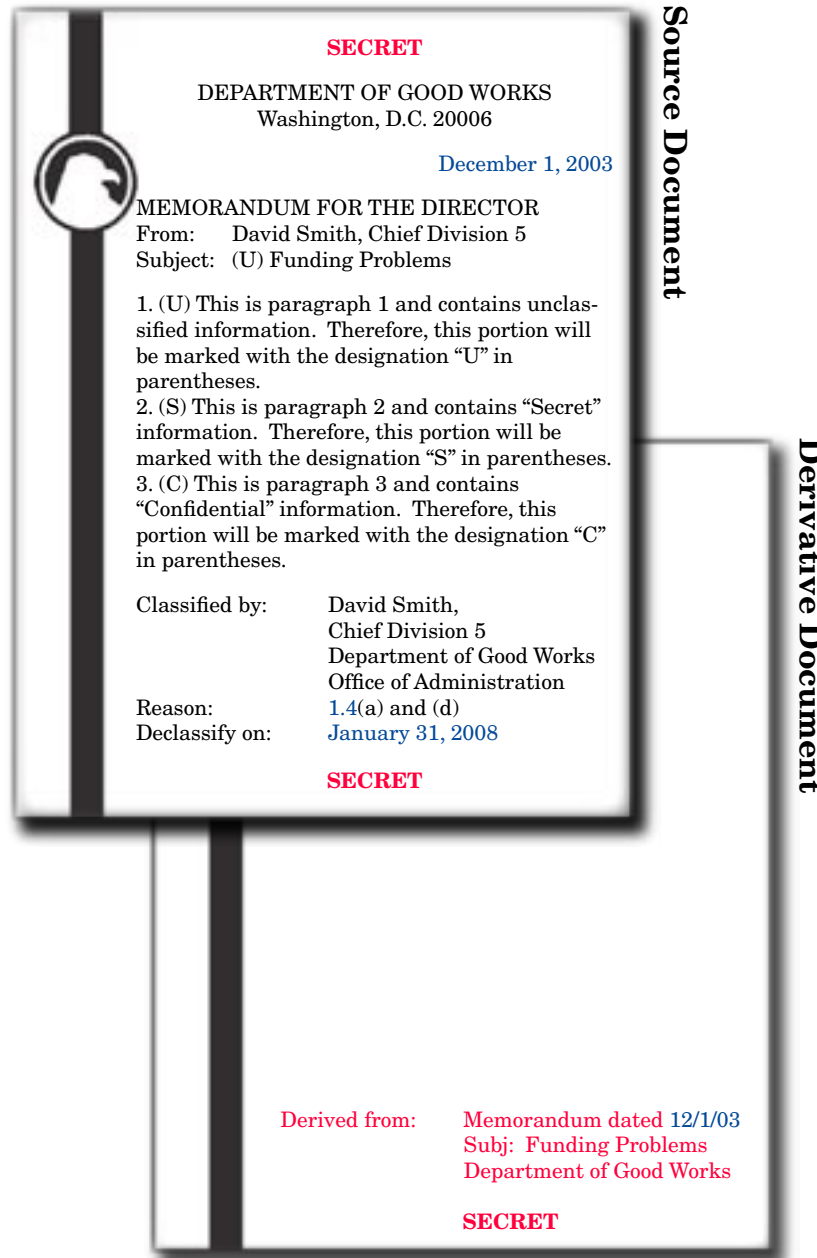 SECRET
DEPARTMENT OF GOOD WORKS
Washington, D.C. 20006
December 1, 2003
MEMORANDUM FOR THE DIRECTOR
From: David Smith, Chief Division 5
Subject: (U) Funding Problems
1. (U) This is paragraph 1 and contains unclas-
sified information. Therefore, this portion will
be marked with the designation “U” in
parentheses.
2. (S) This is paragraph 2 and contains “Secret”
information. Therefore, this portion will be
marked with the designation “S” in parentheses.
3. (C) This is paragraph 3 and contains
“Confidential” information. Therefore, this
portion will be marked with the designation “C”
in parentheses.
Classified by: David Smith,
Chief Division 5
Department of Good Works
Office of Administration
Reason: 1.4(a) and (d)
Declassify on: January 31, 2008
SECRET
Source Document
Derived from: Memorandum dated 12/1/03
Subj: Funding Problems
Department of Good Works
SECRET
Derivative Document